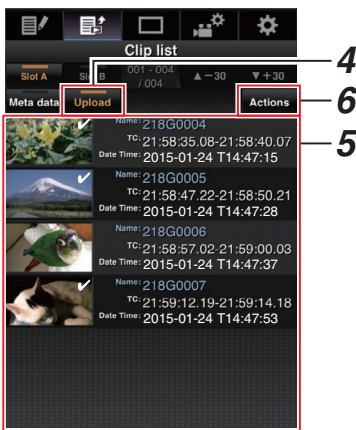 Clip list
Slot A Slot B 001 - 004 / 004 ▲-30 ▼+30
Meta data Upload Actions
4
6
5
Name: 218G0004
TC: 21:58:35.08-21:58:40.07
Date Time: 2015-01-24 T14:47:15
Name: 218G0005
TC: 21:58:47.22-21:58:50.21
Date Time: 2015-01-24 T14:47:28
Name: 218G0006
TC: 21:58:57.02-21:59:00.03
Date Time: 2015-01-24 T14:47:37
Name: 218G0007
TC: 21:59:12.19-21:59:14.18
Date Time: 2015-01-24 T14:47:53